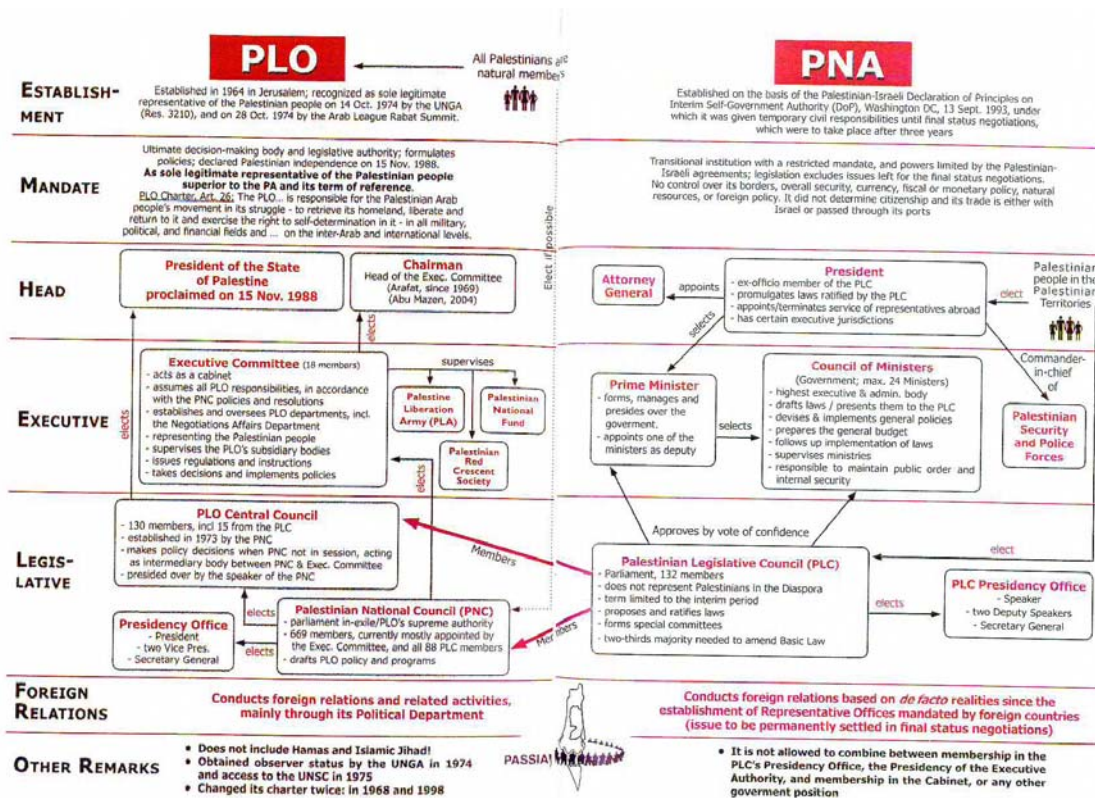 PLO
All Palestinians are
natural members
PNA
ESTABLISH-
MENT
Established in 1964 in Jerusalem; recognized as sole legitimate
representative of the Palestinian people on 14 Oct. 1974 by the UNGA
(Res. 3210), and on 28 Oct. 1974 by the Arab League Rabat Summit.
Established on the basis of the Palestinian-Israeli Declaration of Principles on
Interim Self-Government Authority (DoP), Washington DC, 13 Sept. 1993, under
which it was given temporary civil responsibilities until final status negotiations,
which were to take place after three years
MANDATE
Ultimate decision-making body and legislative authority; formulates
policies; declared Palestinian independence on 15 Nov. 1988.
As sole legitimate representative of the Palestinian people
superior to the PA and its term of reference.
PLO Charter, Art. 26: The PLO... is responsible for the Palestinian Arab
people's movement in its struggle - to retrieve its homeland, liberate and
return to it and exercise the right to self-determination in it - in all military,
political, and financial fields and ... on the inter-Arab and international levels.
Transitional institution with a restricted mandate, and powers limited by the Palestinian-
Israeli agreements; legislation excludes issues left for the final status negotiations.
No control over its borders, overall security, currency, fiscal or monetary policy, natural
resources, or foreign policy. It did not determine citizenship and its trade is either with
Israel or passed through its ports
Elect if possible
HEAD
President of the State
of Palestine
proclaimed on 15 Nov. 1988
Chairman
Head of the Exec. Committee
(Arafat, since 1969)
(Abu Mazen, 2004)
elects
Attorney
General
appoints
President
- ex-officio member of the PLC
- promulgates laws ratified by the PLC
- appoints/terminates service of representatives abroad
- has certain executive jurisdictions
elect
Palestinian
people in the
Palestinian
Territories
selects
Commander-
in-chief
of
EXECUTIVE
elects
Executive Committee (18 members)
- acts as a cabinet
- assumes all PLO responsibilities, in accordance
with the PNC policies and resolutions
- establishes and oversees PLO departments, incl.
the Negotiations Affairs Department
- representing the Palestinian people
- supervises the PLO's subsidiary bodies
- issues regulations and instructions
- takes decisions and implements policies
supervises
Palestine
Liberation
Army (PLA)
Palestinian
National
Fund
Palestinian
Red
Crescent
Society
elects
Prime Minister
- forms, manages and
presides over the
goverment.
- appoints one of the
ministers as deputy
selects
Council of Ministers
(Government; max. 24 Ministers)
- highest executive & admin. body
- drafts laws / presents them to the PLC
- devises & implements general policies
- prepares the general budget
- follows up implementation of laws
- supervises ministries
- responsible to maintain public order and
internal security
Palestinian
Security
and Police
Forces
LEGIS-
LATIVE
PLO Central Council
- 130 members, incl 15 from the PLC
- established in 1973 by the PNC
- makes policy decisions when PNC not in session, acting
as intermediary body between PNC & Exec. Committee
- presided over by the speaker of the PNC
Members
Approves by vote of confidence
elect
elects
Presidency Office
- President
- two Vice Pres.
- Secretary General
elects
Palestinian National Council (PNC)
- parliament in-exile/PLO's supreme authority
- 669 members, currently mostly appointed by
the Exec. Committee, and all 88 PLC members
- drafts PLO policy and programs
Members
Palestinian Legislative Council (PLC)
- Parliament, 132 members
- does not represent Palestinians in the Diaspora
- term limited to the interim period
- proposes and ratifies laws
- forms special committees
- two-thirds majority needed to amend Basic Law
elects
PLC Presidency Office
- Speaker
- two Deputy Speakers
- Secretary General
FOREIGN
RELATIONS
Conducts foreign relations and related activities,
mainly through its Political Department
Conducts foreign relations based on de facto realities since the
establishment of Representative Offices mandated by foreign countries
(issue to be permanently settled in final status negotiations)
OTHER REMARKS
• Does not include Hamas and Islamic Jihad!
• Obtained observer status by the UNGA in 1974
and access to the UNSC in 1975
• Changed its charter twice: in 1968 and 1998
PASSIA
• It is not allowed to combine between membership in the
PLC's Presidency Office, the Presidency of the Executive
Authority, and membership in the Cabinet, or any other
goverment position